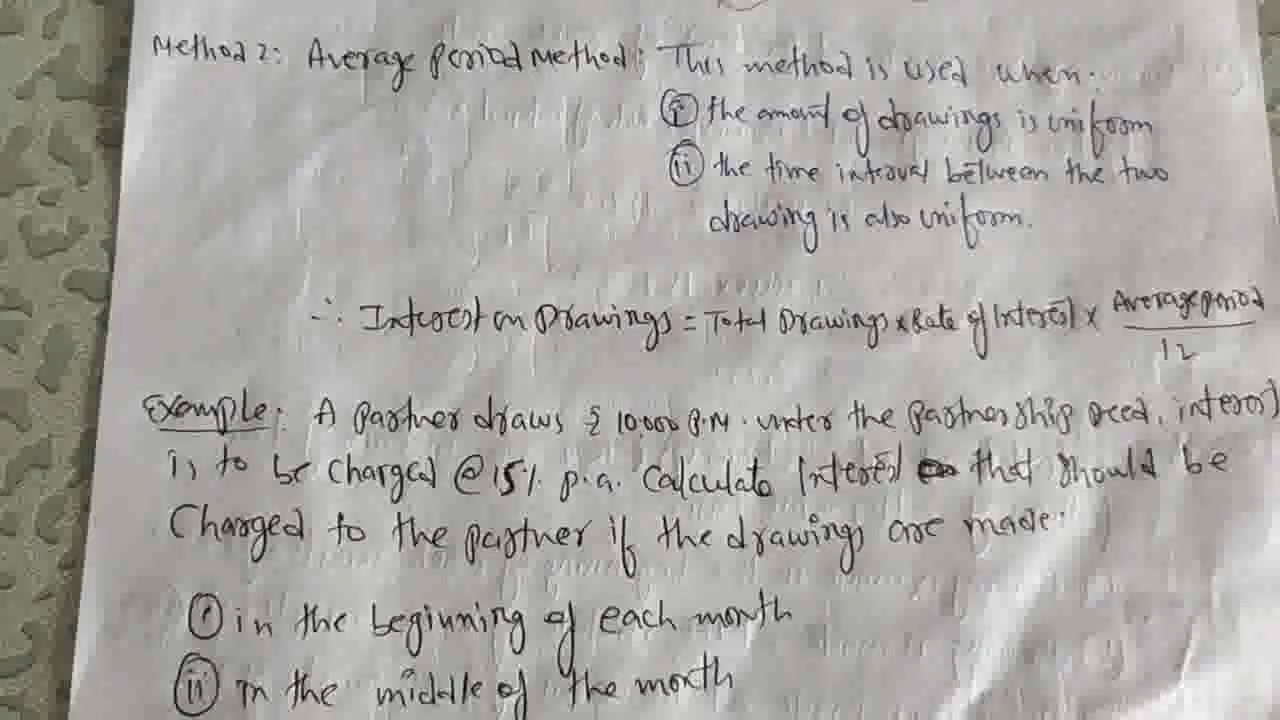 Method 2: Average Period Method: This method is used when.
(i) the amount of drawings is uniform
(ii) the time interval between the two
drawing is also uniform.
∴ Interest on Drawings = Total Drawings × Rate of Interest × Average period / 12
Example: A partner draws ₹ 10,000 P.M. under the partnership deed, interest
is to be charged @ 15% p.a. Calculate Interest that should be
Charged to the partner if the drawings are made.
(i) in the beginning of each month
(ii) in the middle of the month